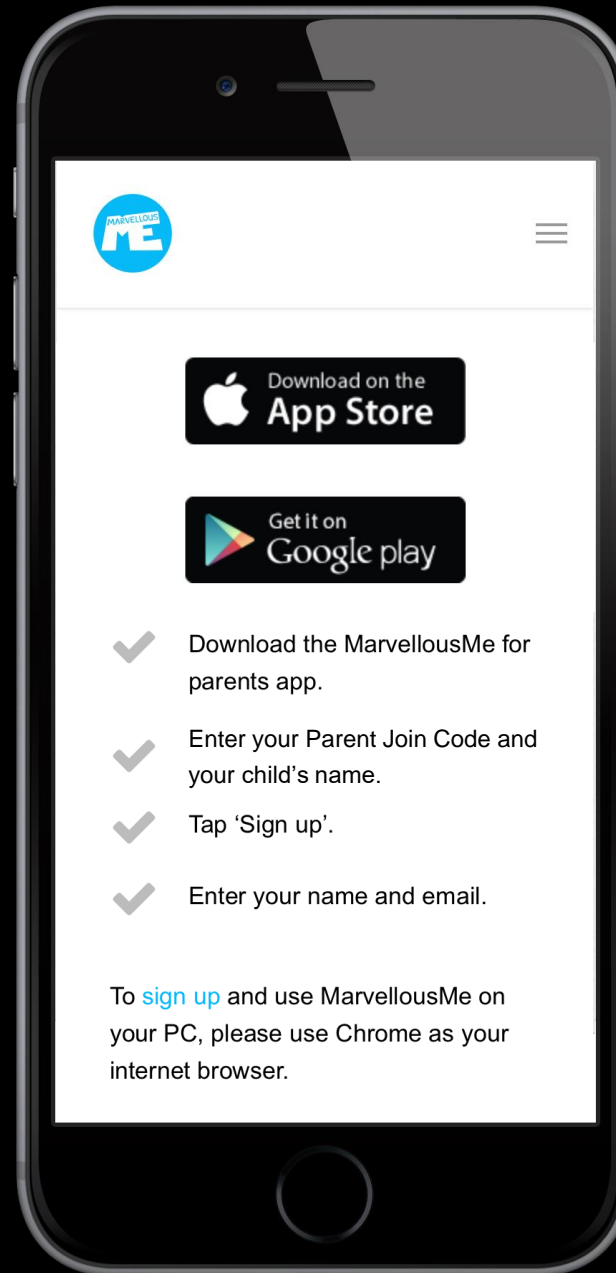 MARVELLOUS
ME
Download on the
App Store
Get it on
Google play
Download the MarvellousMe for
parents app.
Enter your Parent Join Code and
your child’s name.
Tap ‘Sign up’.
Enter your name and email.
To sign up and use MarvellousMe on
your PC, please use Chrome as your
internet browser.